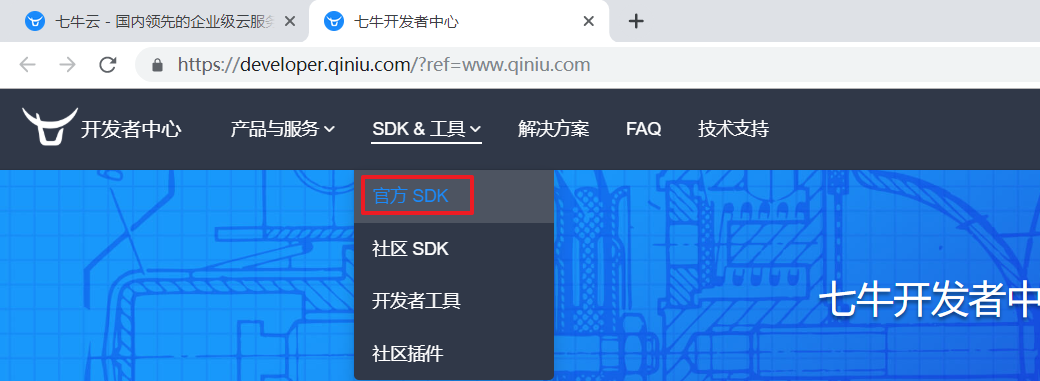 七牛云 - 国内领先的企业级云服务
七牛开发者中心
https://developer.qiniu.com/?ref=www.qiniu.com
开发者中心 产品与服务 SDK & 工具 解决方案 FAQ 技术支持
官方 SDK
社区 SDK
开发者工具
社区插件
七牛开发者中